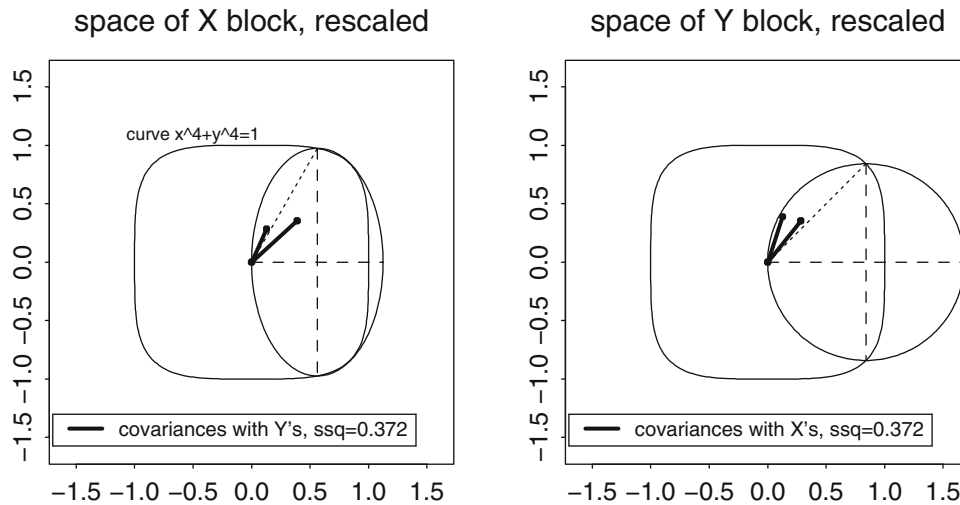 space of X block, rescaled
1.5
1.0
0.5
0.0
−0.5
−1.0
−1.5
curve x^4+y^4=1
covariances with Y's, ssq=0.372
−1.5 −1.0 −0.5 0.0 0.5 1.0 1.5
space of Y block, rescaled
1.5
1.0
0.5
0.0
−0.5
−1.0
−1.5
covariances with X's, ssq=0.372
−1.5 −1.0 −0.5 0.0 0.5 1.0 1.5